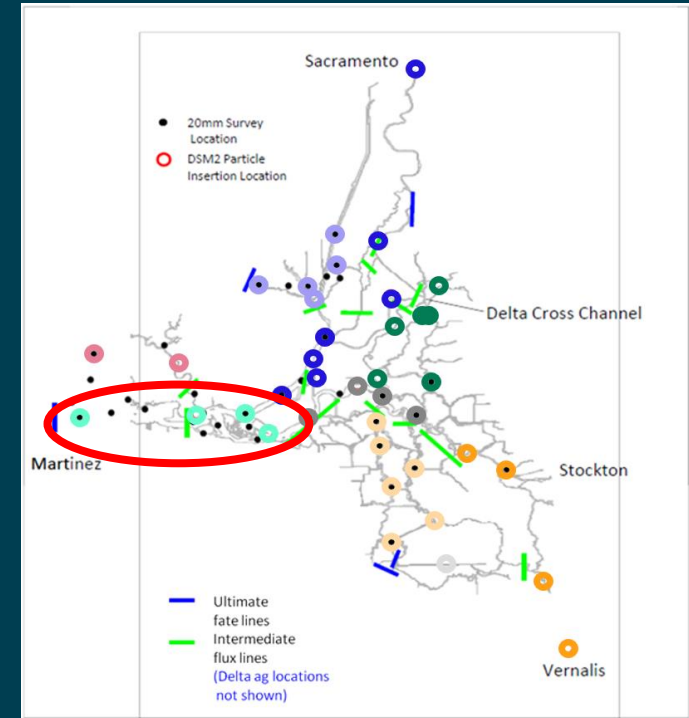 Sacramento
20mm Survey
Location
DSM2 Particle
Insertion Location
Delta Cross Channel
Martinez
Stockton
Ultimate
fate lines
Intermediate
flux lines
(Delta ag locations
not shown)
Vernalis